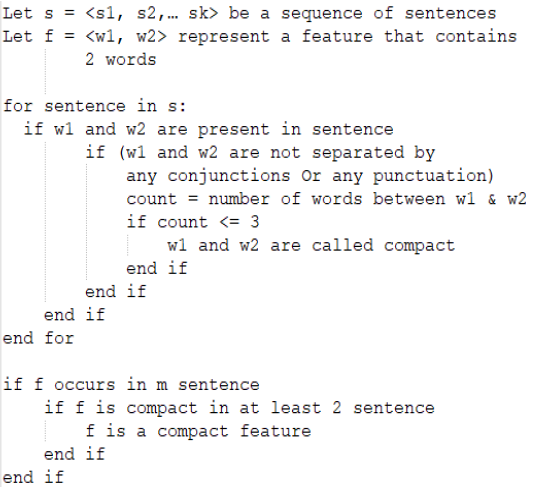 Let s = <s1, s2,… sk> be a sequence of sentences
Let f = <w1, w2> represent a feature that contains
2 words
for sentence in s:
if w1 and w2 are present in sentence
if (w1 and w2 are not separated by
any conjunctions Or any punctuation)
count = number of words between w1 & w2
if count <= 3
w1 and w2 are called compact
end if
end if
end if
end for
if f occurs in m sentence
if f is compact in at least 2 sentence
f is a compact feature
end if
end if